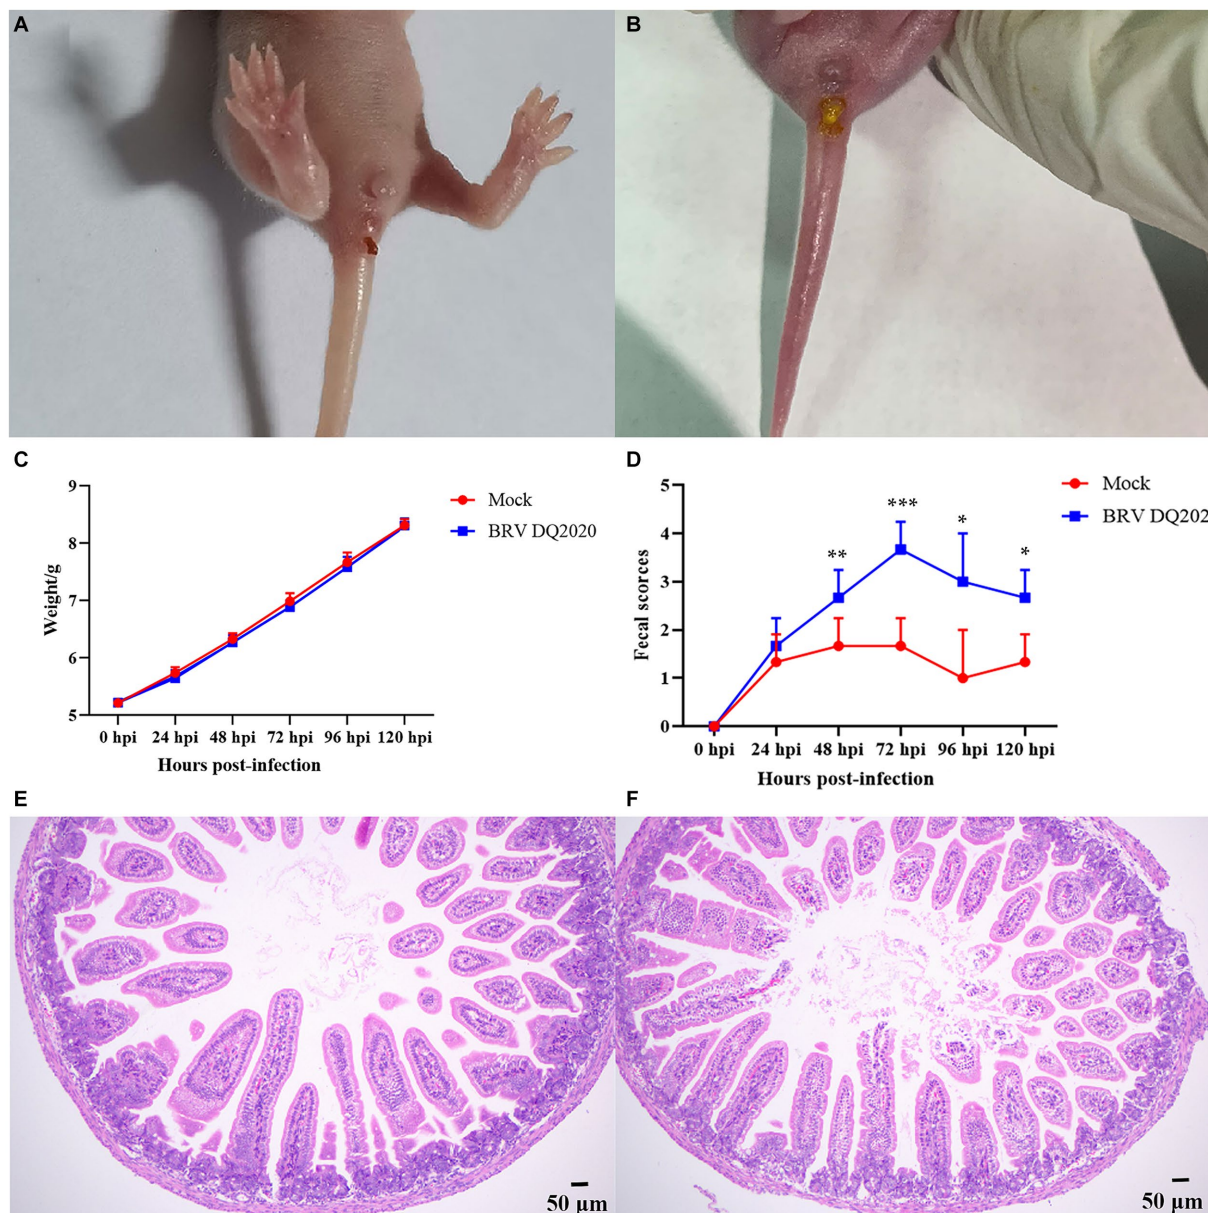 A
B
C
9
8
7
6
5
Weight/g
0 hpi 24 hpi 48 hpi 72 hpi 96 hpi 120 hpi
Hours post-infection
Mock
BRV DQ2020
D
5
4
3
2
1
0
Fecal scorces
** *** * *
0 hpi 24 hpi 48 hpi 72 hpi 96 hpi 120 hpi
Hours post-infection
Mock
BRV DQ202
E
50 µm
F
50 µm